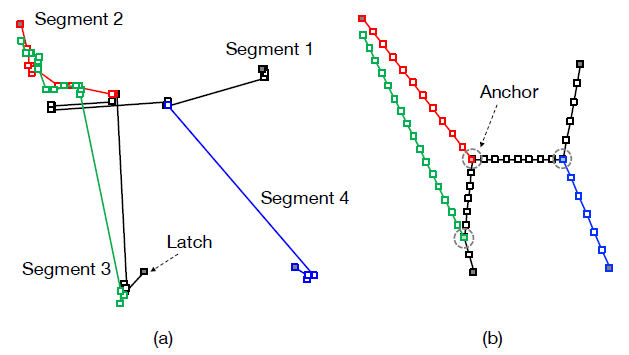 Segment 2
Segment 1
Anchor
Segment 4
Latch
Segment 3
(a)
(b)